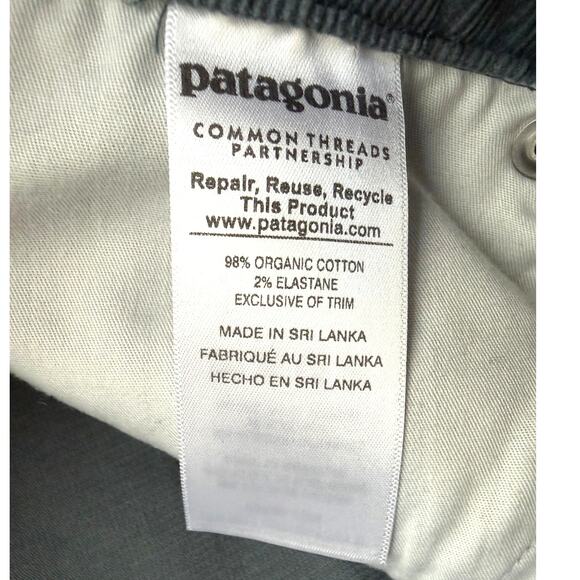 patagonia®
COMMON THREADS
PARTNERSHIP
Repair, Reuse, Recycle
This Product
www.patagonia.com
98% ORGANIC COTTON
2% ELASTANE
EXCLUSIVE OF TRIM
MADE IN SRI LANKA
FABRIQUÉ AU SRI LANKA
HECHO EN SRI LANKA